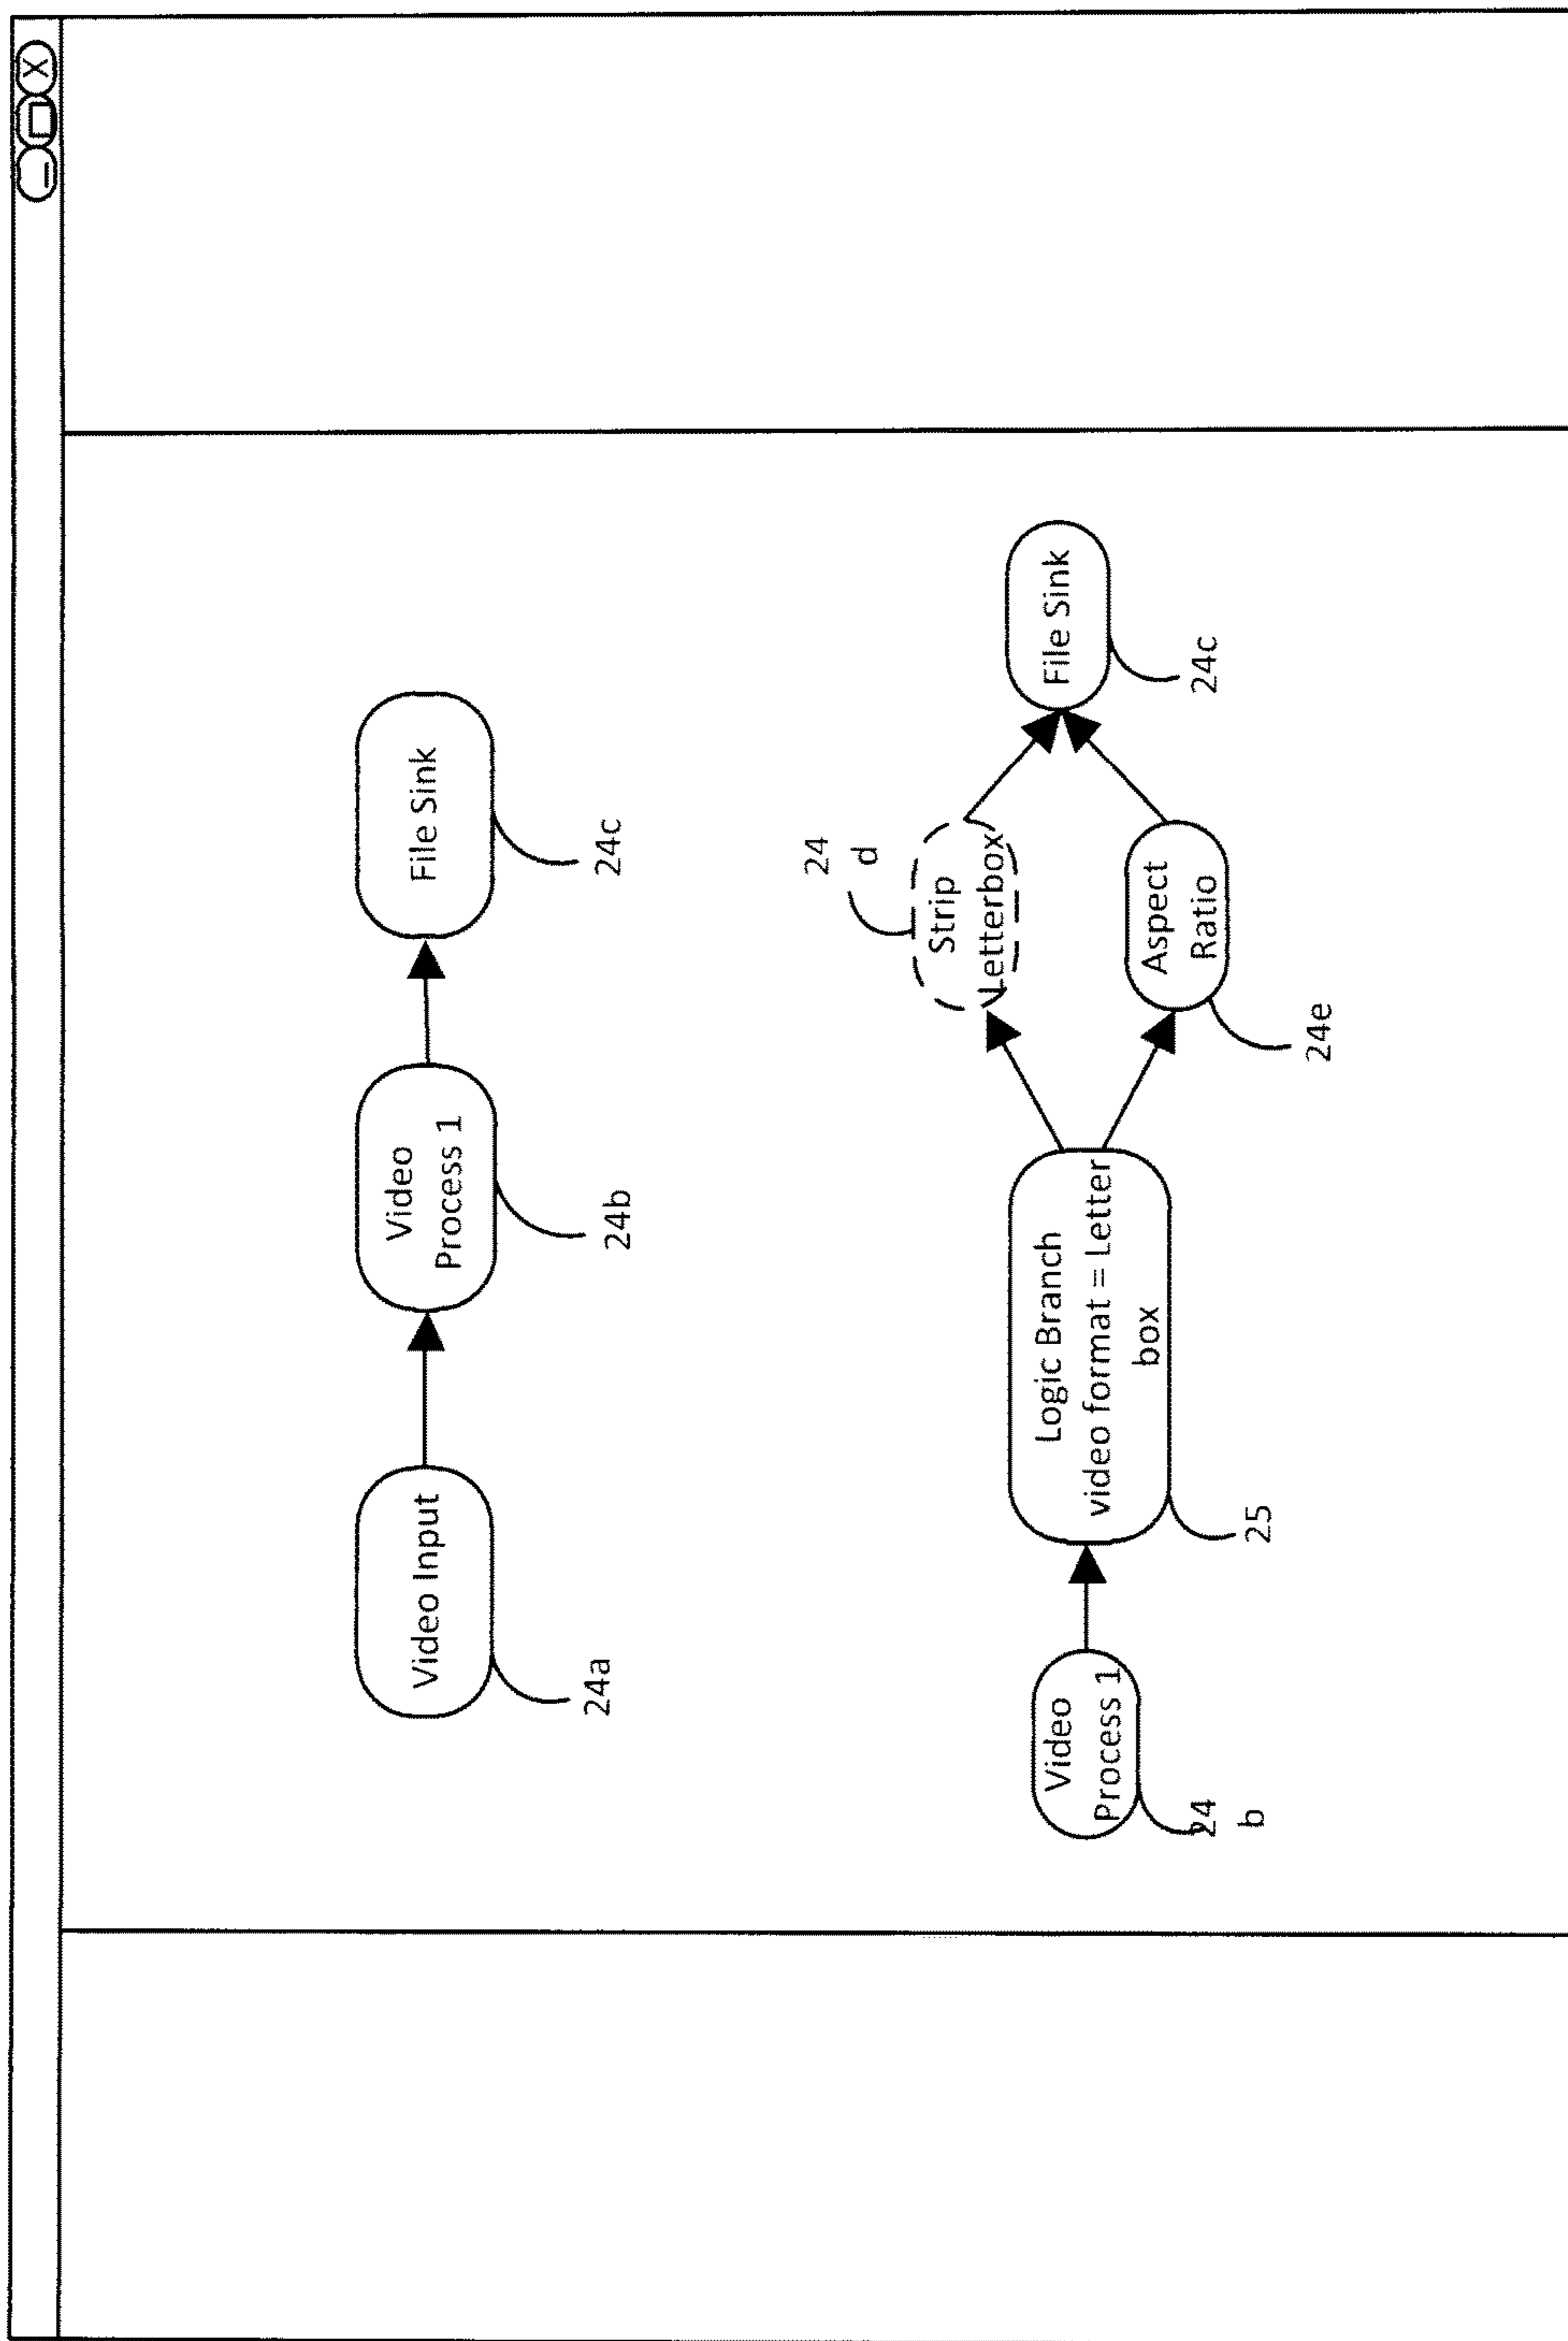 X
Video Input
24a
Video
Process 1
24b
File Sink
24c
Video
Process 1
24
b
Logic Branch
video format = Letter
box
25
Strip
Letterbox
24
d
Aspect
Ratio
24e
File Sink
24c